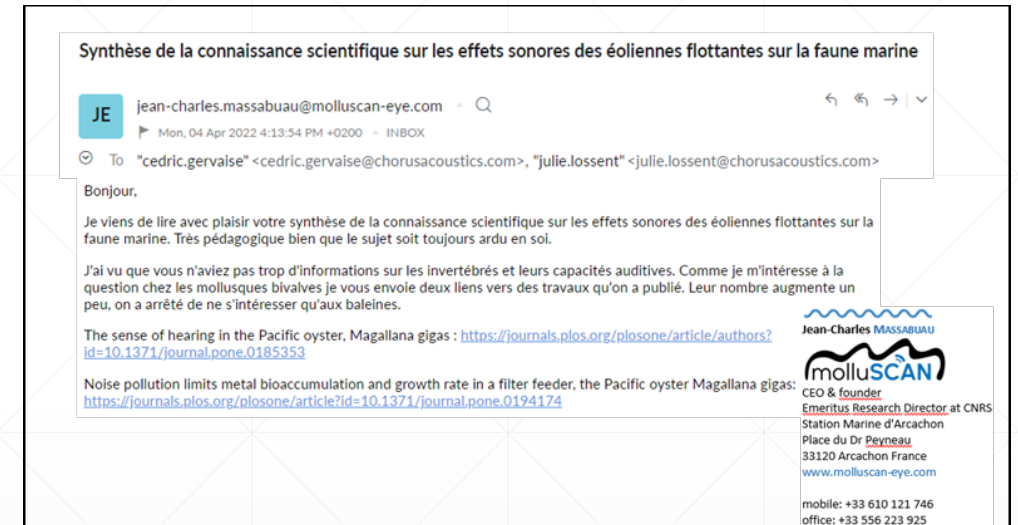 Synthèse de la connaissance scientifique sur les effets sonores des éoliennes flottantes sur la faune marine
JE
jean-charles.massabuau@molluscan-eye.com
Mon, 04 Apr 2022 4:13:54 PM +0200 • INBOX
To "cedric.gervaise" <cedric.gervaise@chorusacoustics.com>, "julie.lossent" <julie.lossent@chorusacoustics.com>
Bonjour,
Je viens de lire avec plaisir votre synthèse de la connaissance scientifique sur les effets sonores des éoliennes flottantes sur la
faune marine. Très pédagogique bien que le sujet soit toujours ardu en soi.
J'ai vu que vous n'aviez pas trop d'informations sur les invertébrés et leurs capacités auditives. Comme je m'intéresse à la
question chez les mollusques bivalves je vous envoie deux liens vers des travaux qu'on a publié. Leur nombre augmente un
peu, on a arrêté de ne s'intéresser qu'aux baleines.
The sense of hearing in the Pacific oyster, Magallana gigas : https://journals.plos.org/plosone/article/authors?
id=10.1371/journal.pone.0185353
Noise pollution limits metal bioaccumulation and growth rate in a filter feeder, the Pacific oyster Magallana gigas:
https://journals.plos.org/plosone/article?id=10.1371/journal.pone.0194174
Jean-Charles MASSABUAU
molluSCAN
CEO & founder
Emeritus Research Director at CNRS
Station Marine d'Arcachon
Place du Dr Peyneau
33120 Arcachon France
www.molluscan-eye.com
mobile: +33 610 121 746
office: +33 556 223 925